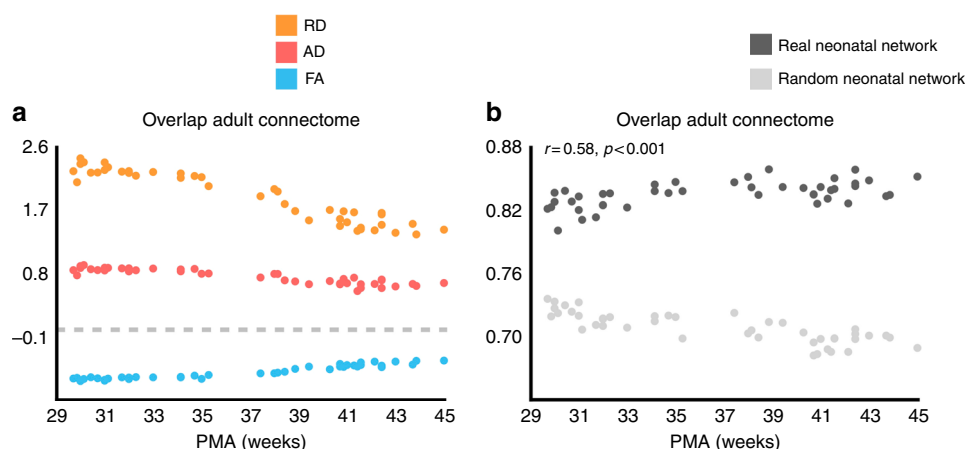 RD
AD
FA
Real neonatal network
Random neonatal network
a
Overlap adult connectome
2.6
1.7
0.8
−0.1
29 31 33 35 37 39 41 43 45
PMA (weeks)
b
Overlap adult connectome
r=0.58, p<0.001
0.88
0.82
0.76
0.70
29 31 33 35 37 39 41 43 45
PMA (weeks)